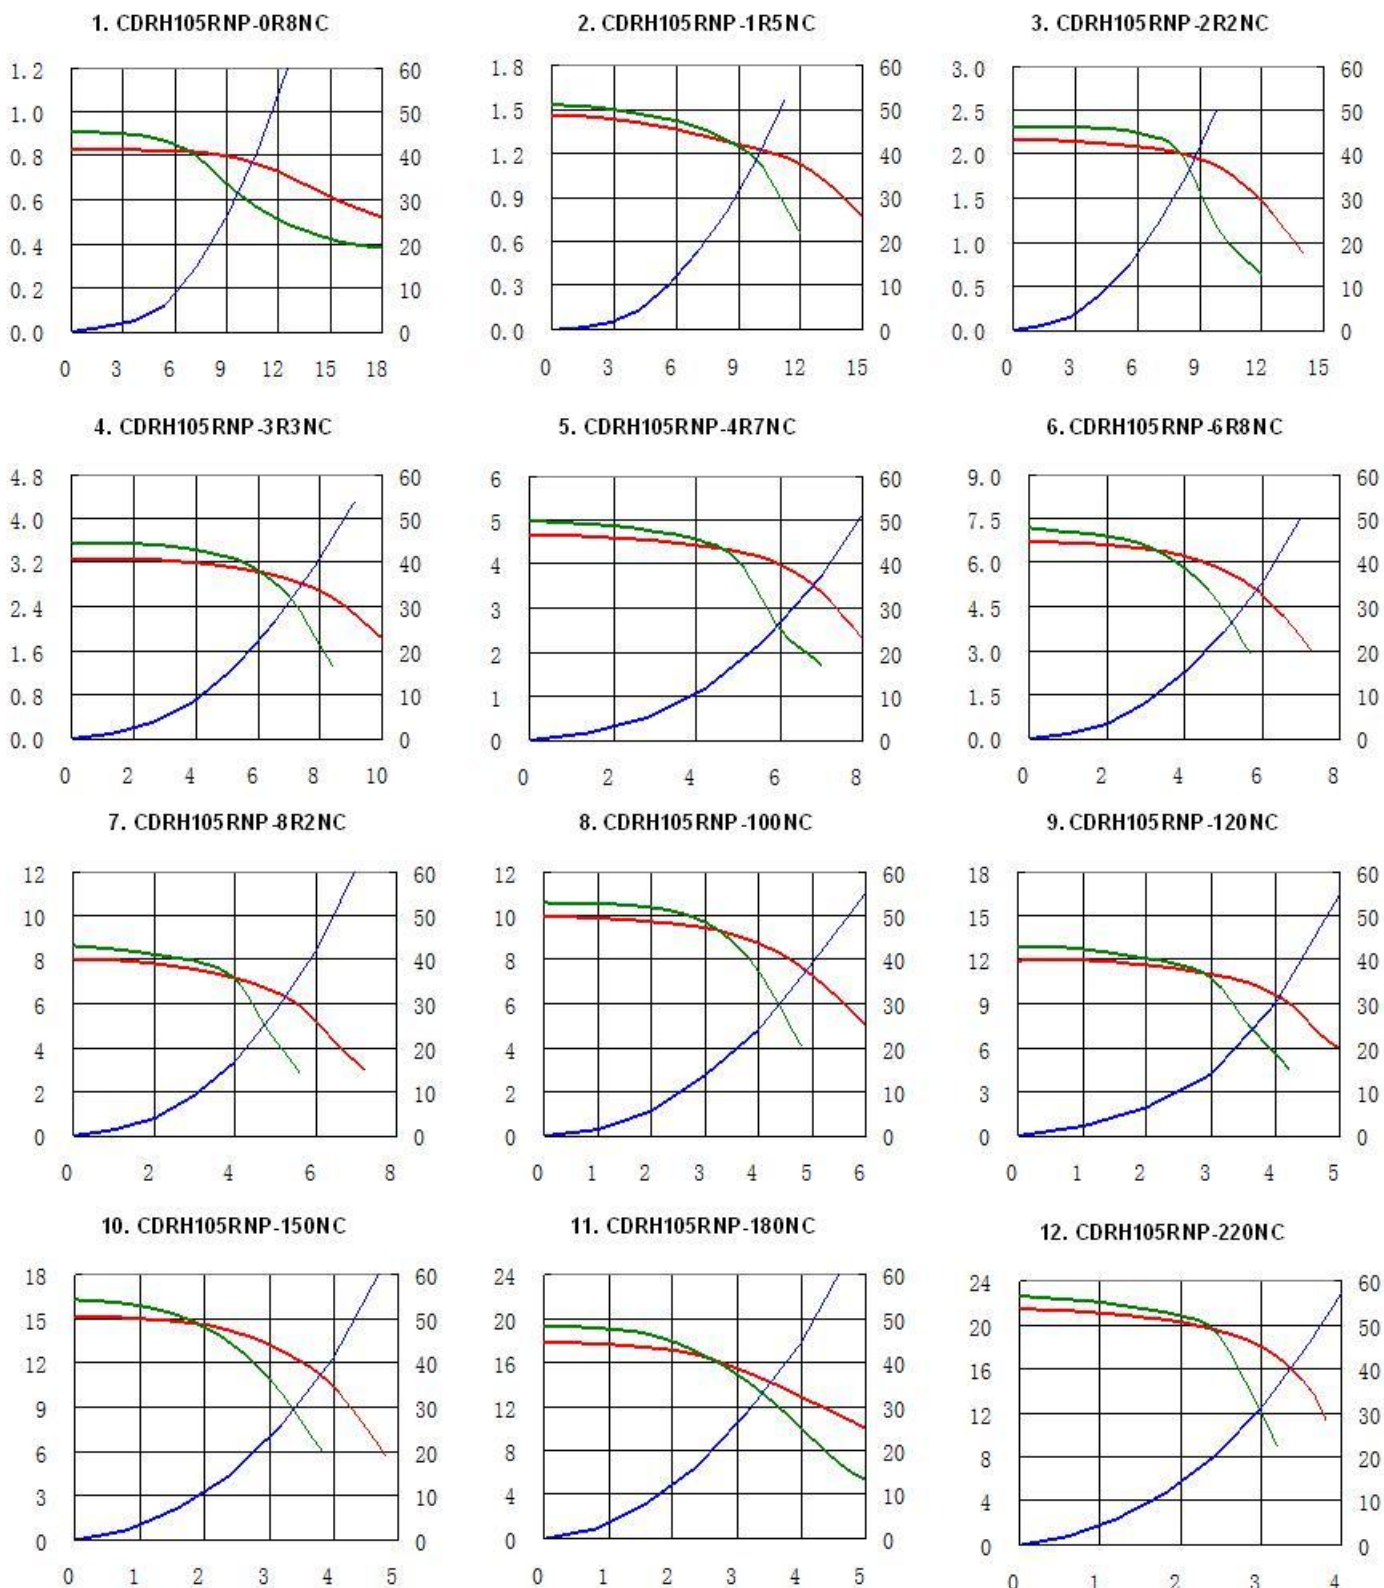 1. CDRH105RNP-0R8NC
2. CDRH105RNP-1R5NC
3. CDRH105RNP-2R2NC
1.2 60 1.8 60 3.0 60
1.0 50 1.5 50 2.5 50
0.8 40 1.2 40 2.0 40
0.6 30 0.9 30 1.5 30
0.4 20 0.6 20 1.0 20
0.2 10 0.3 10 0.5 10
0.0 0 0.0 0 0.0 0
0 3 6 9 12 15 18 0 3 6 9 12 15 0 3 6 9 12 15
4. CDRH105RNP-3R3NC
5. CDRH105RNP-4R7NC
6. CDRH105RNP-6R8NC
4.8 60 6 60 9.0 60
4.0 50 5 50 7.5 50
3.2 40 4 40 6.0 40
2.4 30 3 30 4.5 30
1.6 20 2 20 3.0 20
0.8 10 1 10 1.5 10
0.0 0 0 0 0.0 0
0 2 4 6 8 10 0 2 4 6 8 0 2 4 6 8
7. CDRH105RNP-8R2NC
8. CDRH105RNP-100NC
9. CDRH105RNP-120NC
12 60 12 60 18 60
10 50 10 50 15 50
8 40 8 40 12 40
6 30 6 30 9 30
4 20 4 20 6 20
2 10 2 10 3 10
0 0 0 0 0 0
0 2 4 6 8 0 1 2 3 4 5 6 0 1 2 3 4 5
10. CDRH105RNP-150NC
11. CDRH105RNP-180NC
12. CDRH105RNP-220NC
18 60 24 60 24 60
15 50 20 50 20 50
12 40 16 40 16 40
9 30 12 30 12 30
6 20 8 20 8 20
3 10 4 10 4 10
0 0 0 0 0 0
0 1 2 3 4 5 0 1 2 3 4 5 0 1 2 3 4